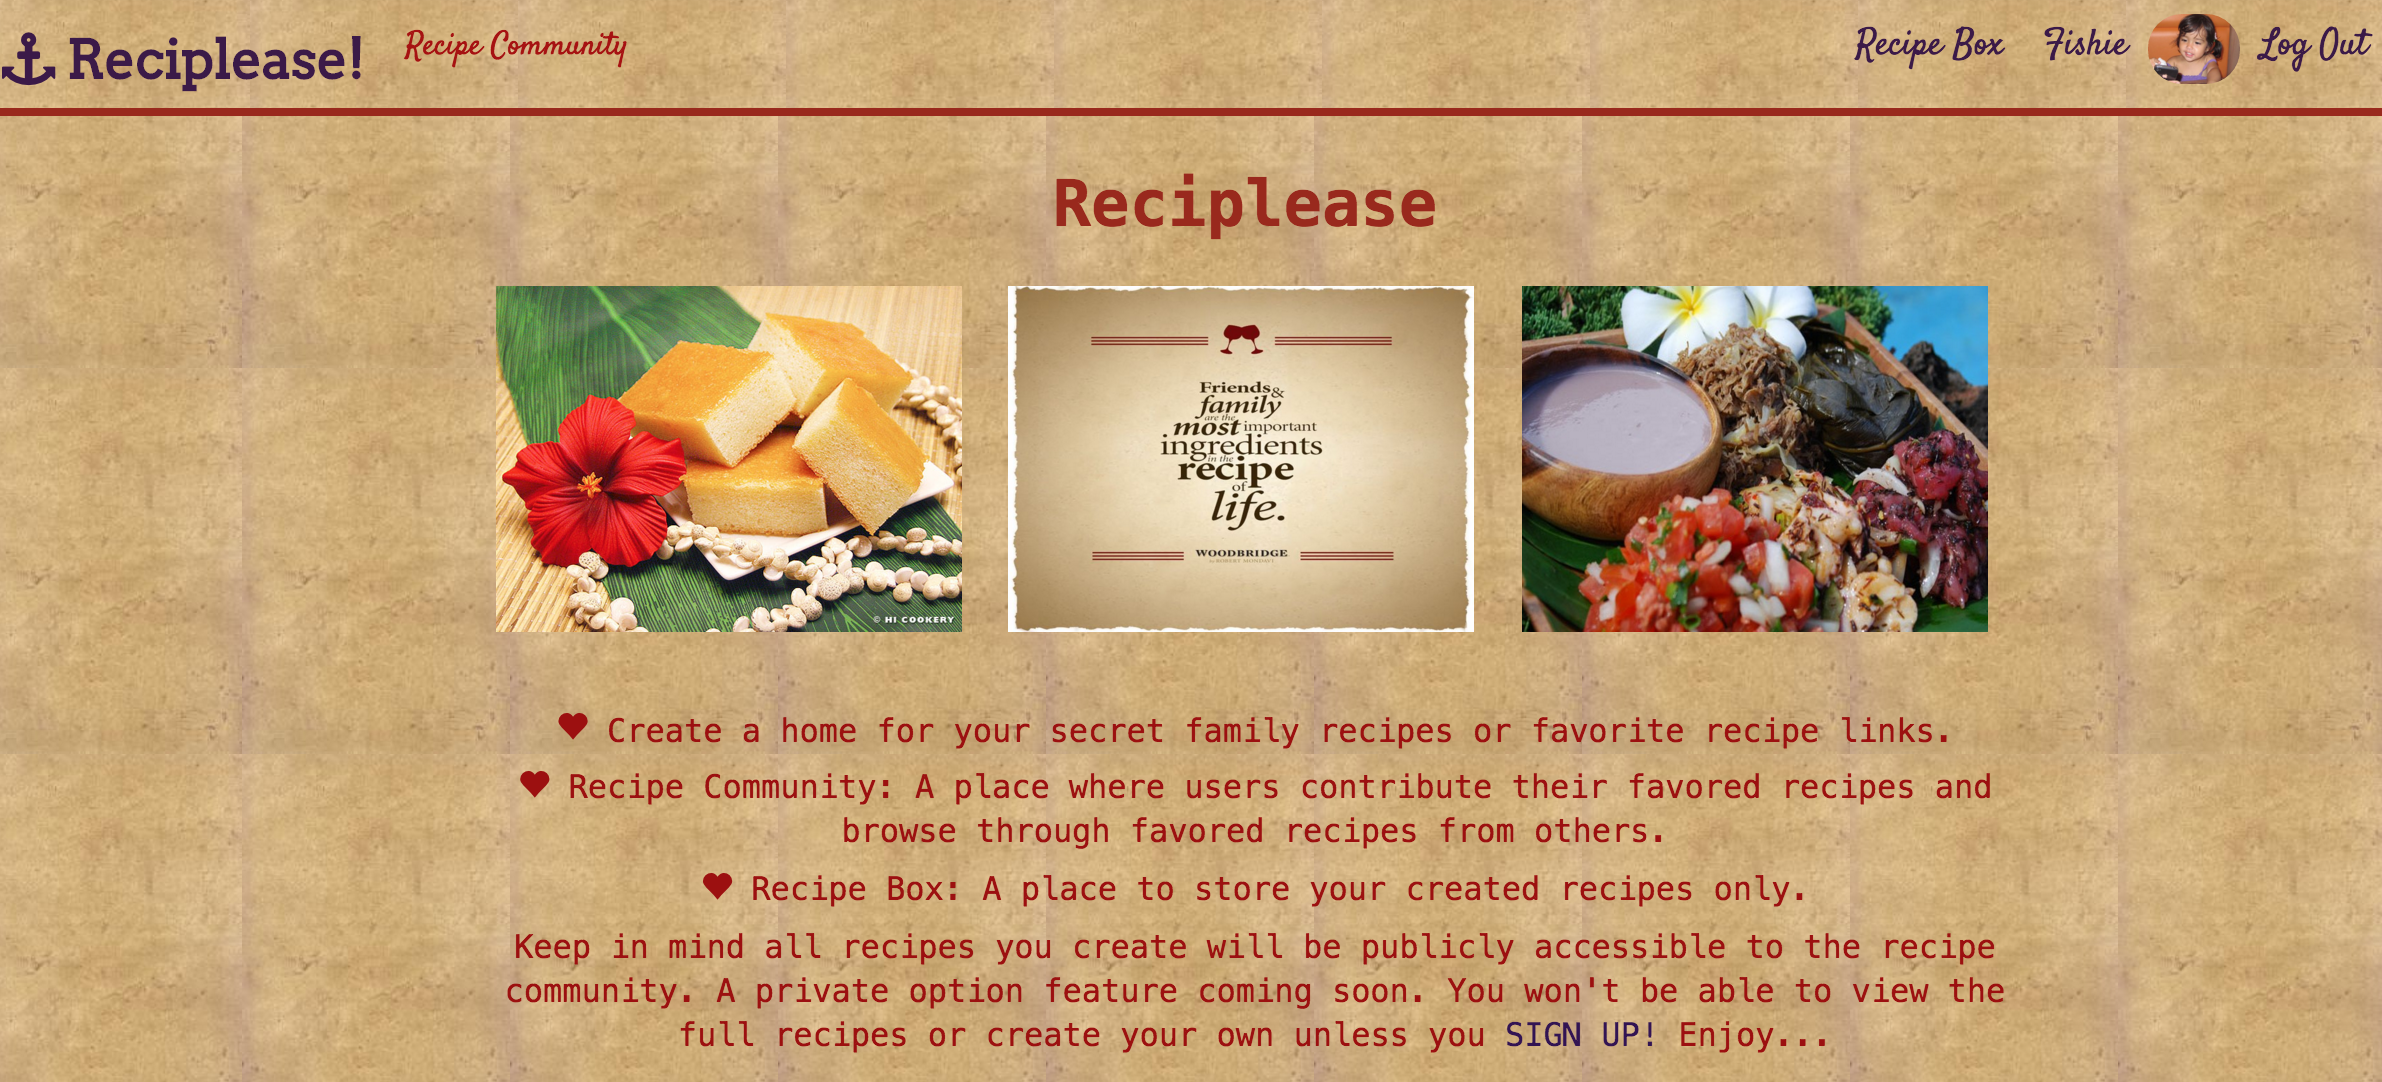 Reciplease!
Recipe Community
Recipe Box
Fishie
Log Out
Reciplease
© HI COOKERY
Friends &
family
are the
most important
ingredients
in the
recipe
of
life.
WOODBRIDGE
by ROBERT MONDAVI
Create a home for your secret family recipes or favorite recipe links.
Recipe Community: A place where users contribute their favored recipes and
browse through favored recipes from others.
Recipe Box: A place to store your created recipes only.
Keep in mind all recipes you create will be publicly accessible to the recipe
community. A private option feature coming soon. You won't be able to view the
full recipes or create your own unless you SIGN UP! Enjoy...